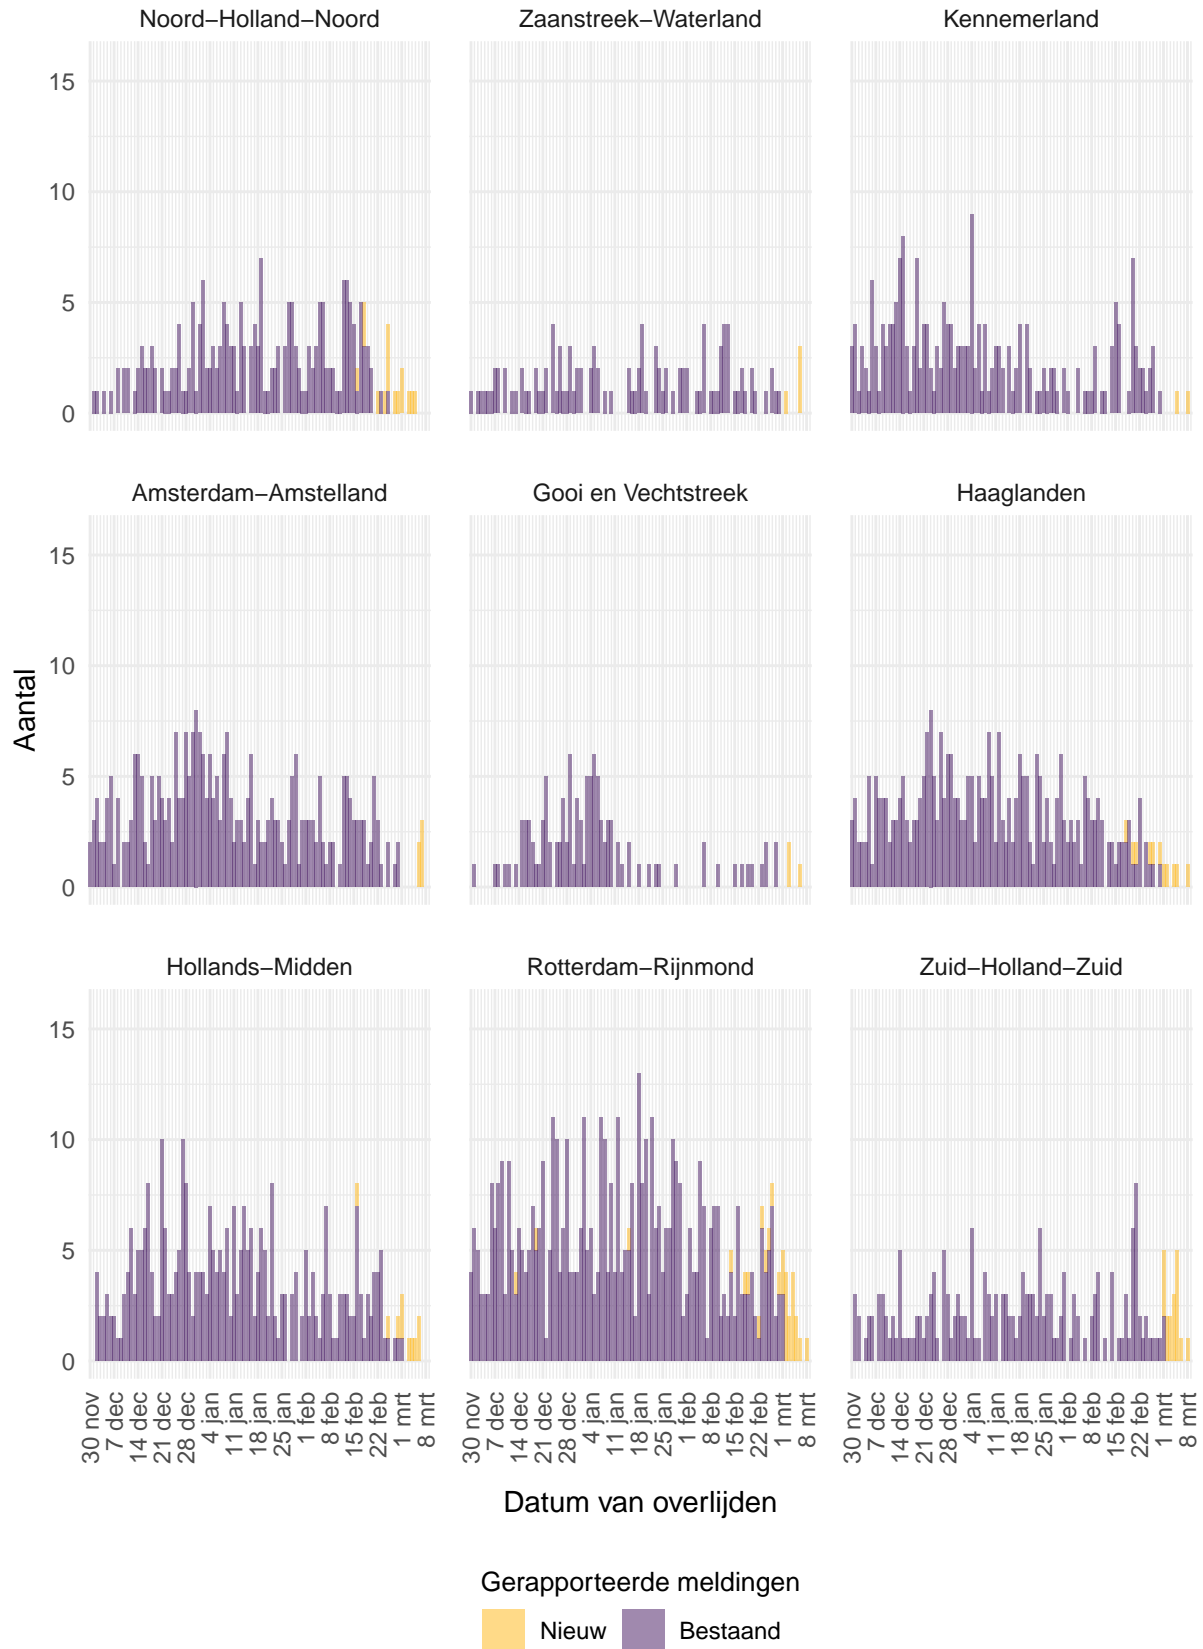 Noord−Holland−Noord
Zaanstreek−Waterland
Kennemerland
15
10
5
0
Amsterdam−Amstelland
Gooi en Vechtstreek
Haaglanden
15
10
5
0
Aantal
Hollands−Midden
Rotterdam−Rijnmond
Zuid−Holland−Zuid
15
10
5
0
30 nov
7 dec
14 dec
21 dec
28 dec
4 jan
11 jan
18 jan
25 jan
1 feb
8 feb
15 feb
22 feb
1 mrt
8 mrt
30 nov
7 dec
14 dec
21 dec
28 dec
4 jan
11 jan
18 jan
25 jan
1 feb
8 feb
15 feb
22 feb
1 mrt
8 mrt
30 nov
7 dec
14 dec
21 dec
28 dec
4 jan
11 jan
18 jan
25 jan
1 feb
8 feb
15 feb
22 feb
1 mrt
8 mrt
Datum van overlijden
Gerapporteerde meldingen
Nieuw
Bestaand